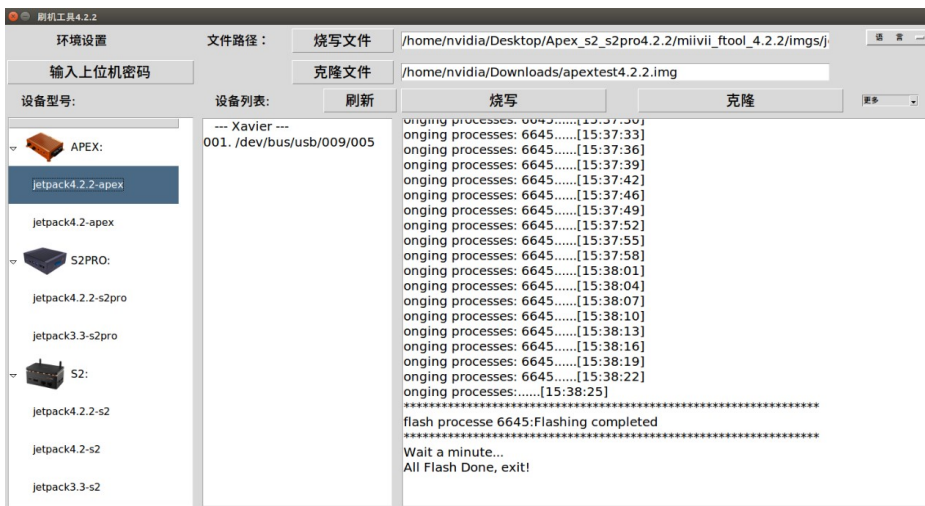 刷机工具4.2.2
环境设置
文件路径：
烧写文件
/home/nvidia/Desktop/Apex_s2_s2pro4.2.2/miivii_ftool_4.2.2/imgs/j
语 言
输入上位机密码
克隆文件
/home/nvidia/Downloads/apextest4.2.2.img
设备型号:
设备列表:
刷新
烧写
克隆
更多
APEX:
jetpack4.2.2-apex
jetpack4.2-apex
S2PRO:
jetpack4.2.2-s2pro
jetpack3.3-s2pro
S2:
jetpack4.2.2-s2
jetpack4.2-s2
jetpack3.3-s2
--- Xavier ---
001. /dev/bus/usb/009/005
onging processes: 6645......[15:37:30]
onging processes: 6645......[15:37:33]
onging processes: 6645......[15:37:36]
onging processes: 6645......[15:37:39]
onging processes: 6645......[15:37:42]
onging processes: 6645......[15:37:46]
onging processes: 6645......[15:37:49]
onging processes: 6645......[15:37:52]
onging processes: 6645......[15:37:55]
onging processes: 6645......[15:37:58]
onging processes: 6645......[15:38:01]
onging processes: 6645......[15:38:04]
onging processes: 6645......[15:38:07]
onging processes: 6645......[15:38:10]
onging processes: 6645......[15:38:13]
onging processes: 6645......[15:38:16]
onging processes: 6645......[15:38:19]
onging processes: 6645......[15:38:22]
onging processes:......[15:38:25]
******************************************************************
flash processe 6645:Flashing completed
******************************************************************
Wait a minute...
All Flash Done, exit!